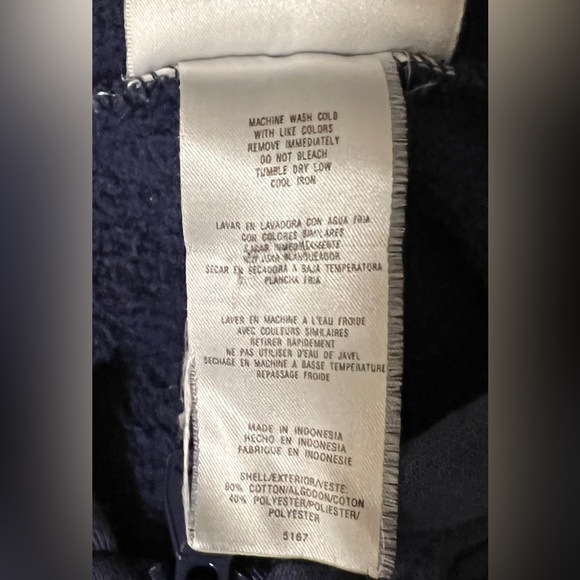 MACHINE WASH COLD
WITH LIKE COLORS
REMOVE IMMEDIATELY
DO NOT BLEACH
TUMBLE DRY LOW
COOL IRON
LAVAR EN LAVADORA CON AGUA FRIA
CON COLORES SIMILARES
SACAR INMEDIATAMENTE
BLANQUEADOR
SECAR EN SECADORA A BAJA TEMPERATURA
PLANCHA FRIA
LAVER EN MACHINE A L'EAU FROIDE
AVEC COULEURS SIMILAIRES
RETIRER RAPIDEMENT
NE PAS UTILISER D'EAU DE JAVEL
SECHAGE EN MACHINE A BASSE TEMPERATURE
REPASSAGE FROIDE
MADE IN INDONESIA
HECHO EN INDONESIA
FABRIQUE EN INDONESIE
SHELL/EXTERIOR/VESTE:
60% COTTON/ALGODON/COTON
40% POLYESTER/POLIESTER/
POLYESTER
5167